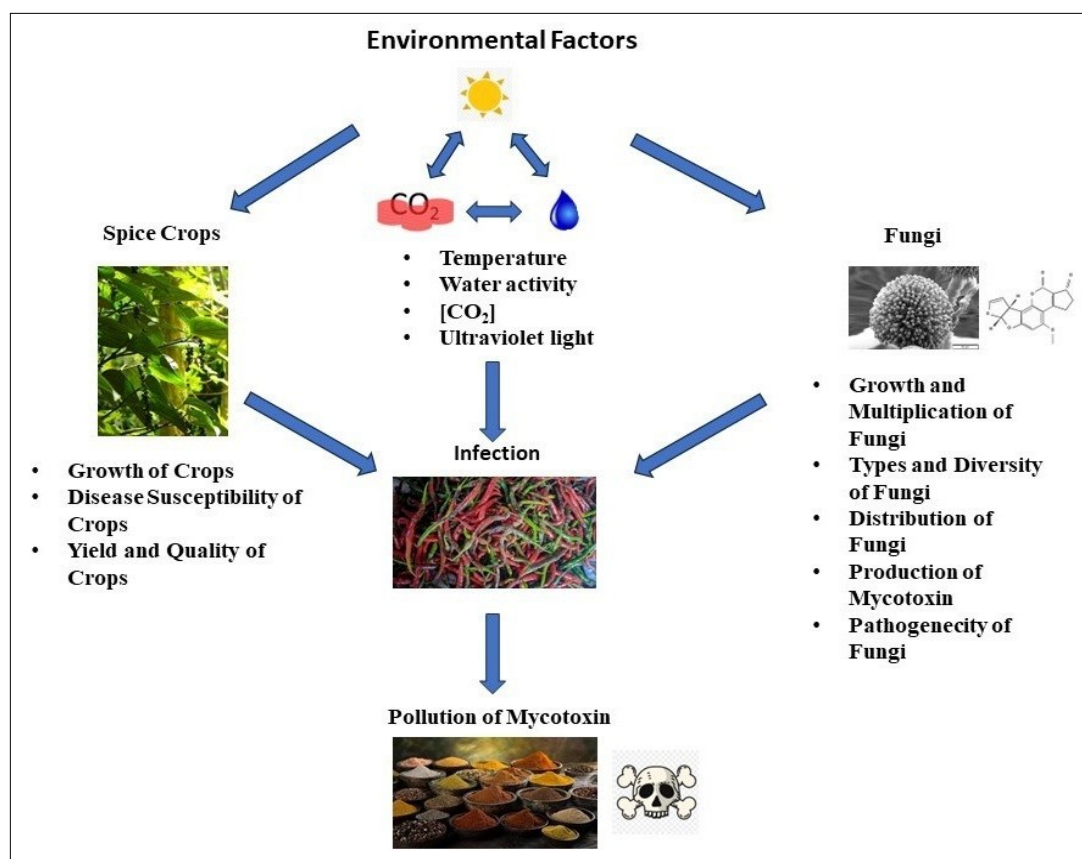 Environmental Factors
CO₂
Spice Crops
• Temperature
• Water activity
• [CO₂]
• Ultraviolet light
Fungi
• Growth of Crops
• Disease Susceptibility of
Crops
• Yield and Quality of
Crops
Infection
• Growth and
Multiplication of
Fungi
• Types and Diversity
of Fungi
• Distribution of
Fungi
• Production of
Mycotoxin
• Pathogenecity of
Fungi
Pollution of Mycotoxin